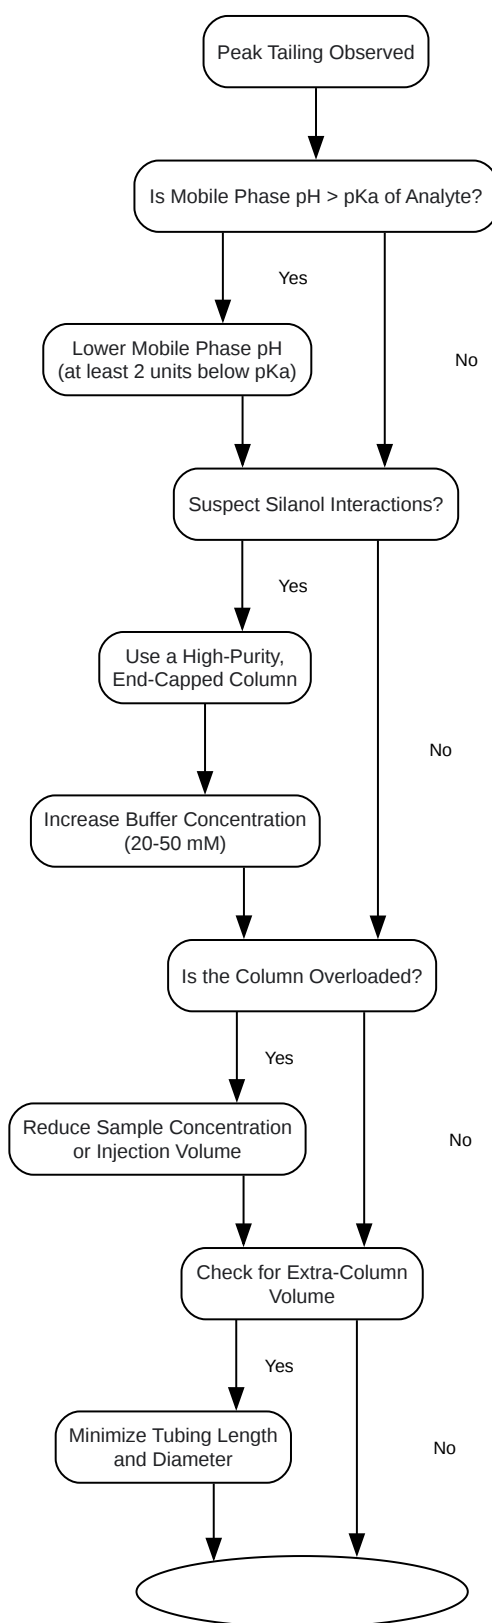 Peak Tailing Observed
Is Mobile Phase pH > pKa of Analyte?
Yes
Lower Mobile Phase pH
(at least 2 units below pKa)
No
Suspect Silanol Interactions?
Yes
Use a High-Purity,
End-Capped Column
No
Increase Buffer Concentration
(20-50 mM)
Is the Column Overloaded?
Yes
Reduce Sample Concentration
or Injection Volume
No
Check for Extra-Column
Volume
Yes
Minimize Tubing Length
and Diameter
No